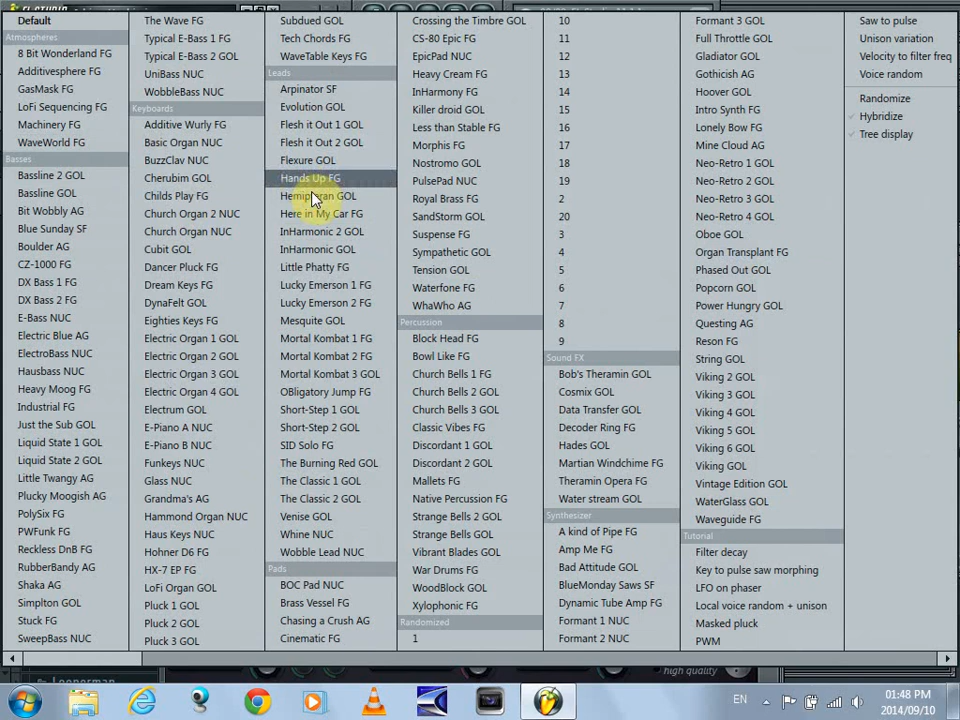 Default
Atmospheres
8 Bit Wonderland FG
Additivesphere FG
GasMask FG
LoFi Sequencing FG
Machinery FG
WaveWorld FG
Basses
Bassline 2 GOL
Bassline GOL
Bit Wobbly AG
Blue Sunday SF
Boulder AG
CZ-1000 FG
DX Bass 1 FG
DX Bass 2 FG
E-Bass NUC
Electric Blue AG
ElectroBass NUC
Hausbass NUC
Heavy Moog FG
Industrial FG
Just the Sub GOL
Liquid State 1 GOL
Liquid State 2 GOL
Little Twangy AG
Plucky Moogish AG
PolySix FG
PWFunk FG
Reckless DnB FG
RubberBandy AG
Shaka AG
Simplton GOL
Stuck FG
SweepBass NUC
The Wave FG
Typical E-Bass 1 FG
Typical E-Bass 2 GOL
UniBass NUC
WobbleBass NUC
Keyboards
Additive Wurly FG
Basic Organ NUC
BuzzClav NUC
Cherubim GOL
Childs Play FG
Church Organ 2 NUC
Church Organ NUC
Cubit GOL
Dancer Pluck FG
Dream Keys FG
DynaFelt GOL
Eighties Keys FG
Electric Organ 1 GOL
Electric Organ 2 GOL
Electric Organ 3 GOL
Electric Organ 4 GOL
Electrum GOL
E-Piano A NUC
E-Piano B NUC
Funkeys NUC
Glass NUC
Grandma's AG
Hammond Organ NUC
Haus Keys NUC
Hohner D6 FG
HX-7 EP FG
LoFi Organ GOL
Pluck 1 GOL
Pluck 2 GOL
Pluck 3 GOL
Subdued GOL
Tech Chords FG
WaveTable Keys FG
Leads
Arpinator SF
Evolution GOL
Flesh it Out 1 GOL
Flesh it Out 2 GOL
Flexure GOL
Hands Up FG
Here in My Car FG
InHarmonic 2 GOL
InHarmonic GOL
Little Phatty FG
Lucky Emerson 1 FG
Lucky Emerson 2 FG
Mesquite GOL
Mortal Kombat 1 FG
Mortal Kombat 2 FG
Mortal Kombat 3 GOL
OBligatory Jump FG
Short-Step 1 GOL
Short-Step 2 GOL
SID Solo FG
The Burning Red GOL
The Classic 1 GOL
The Classic 2 GOL
Venise GOL
Whine NUC
Wobble Lead NUC
Pads
BOC Pad NUC
Brass Vessel FG
Chasing a Crush AG
Cinematic FG
Crossing the Timbre GOL
CS-80 Epic FG
EpicPad NUC
Heavy Cream FG
InHarmony FG
Killer droid GOL
Less than Stable FG
Morphis FG
Nostromo GOL
PulsePad NUC
Royal Brass FG
SandStorm GOL
Suspense FG
Sympathetic GOL
Tension GOL
Waterfone FG
WhaWho AG
Percussion
Block Head FG
Bowl Like FG
Church Bells 1 FG
Church Bells 2 GOL
Church Bells 3 GOL
Classic Vibes FG
Discordant 1 GOL
Discordant 2 GOL
Mallets FG
Native Percussion FG
Strange Bells 2 GOL
Strange Bells GOL
Vibrant Blades GOL
War Drums FG
WoodBlock GOL
Xylophonic FG
Randomized
1
10
11
12
13
14
15
16
17
18
19
2
20
3
4
5
6
7
8
9
Sound FX
Bob's Theramin GOL
Cosmix GOL
Data Transfer GOL
Decoder Ring FG
Hades GOL
Martian Windchime FG
Theramin Opera FG
Water stream GOL
Synthesizer
A kind of Pipe FG
Amp Me FG
Bad Attitude GOL
BlueMonday Saws SF
Dynamic Tube Amp FG
Formant 1 NUC
Formant 2 NUC
Formant 3 GOL
Full Throttle GOL
Gladiator GOL
Gothicish AG
Hoover GOL
Intro Synth FG
Lonely Bow FG
Mine Cloud AG
Neo-Retro 1 GOL
Neo-Retro 2 GOL
Neo-Retro 3 GOL
Neo-Retro 4 GOL
Oboe GOL
Organ Transplant FG
Phased Out GOL
Popcorn GOL
Power Hungry GOL
Questing AG
Reson FG
String GOL
Viking 2 GOL
Viking 3 GOL
Viking 4 GOL
Viking 5 GOL
Viking 6 GOL
Viking GOL
Vintage Edition GOL
WaterGlass GOL
Waveguide FG
Tutorial
Filter decay
Key to pulse saw morphing
LFO on phaser
Local voice random + unison
Masked pluck
PWM
Saw to pulse
Unison variation
Velocity to filter freq
Voice random
Randomize
Hybridize
Tree display
high quality
EN
01:48 PM
2014/09/10